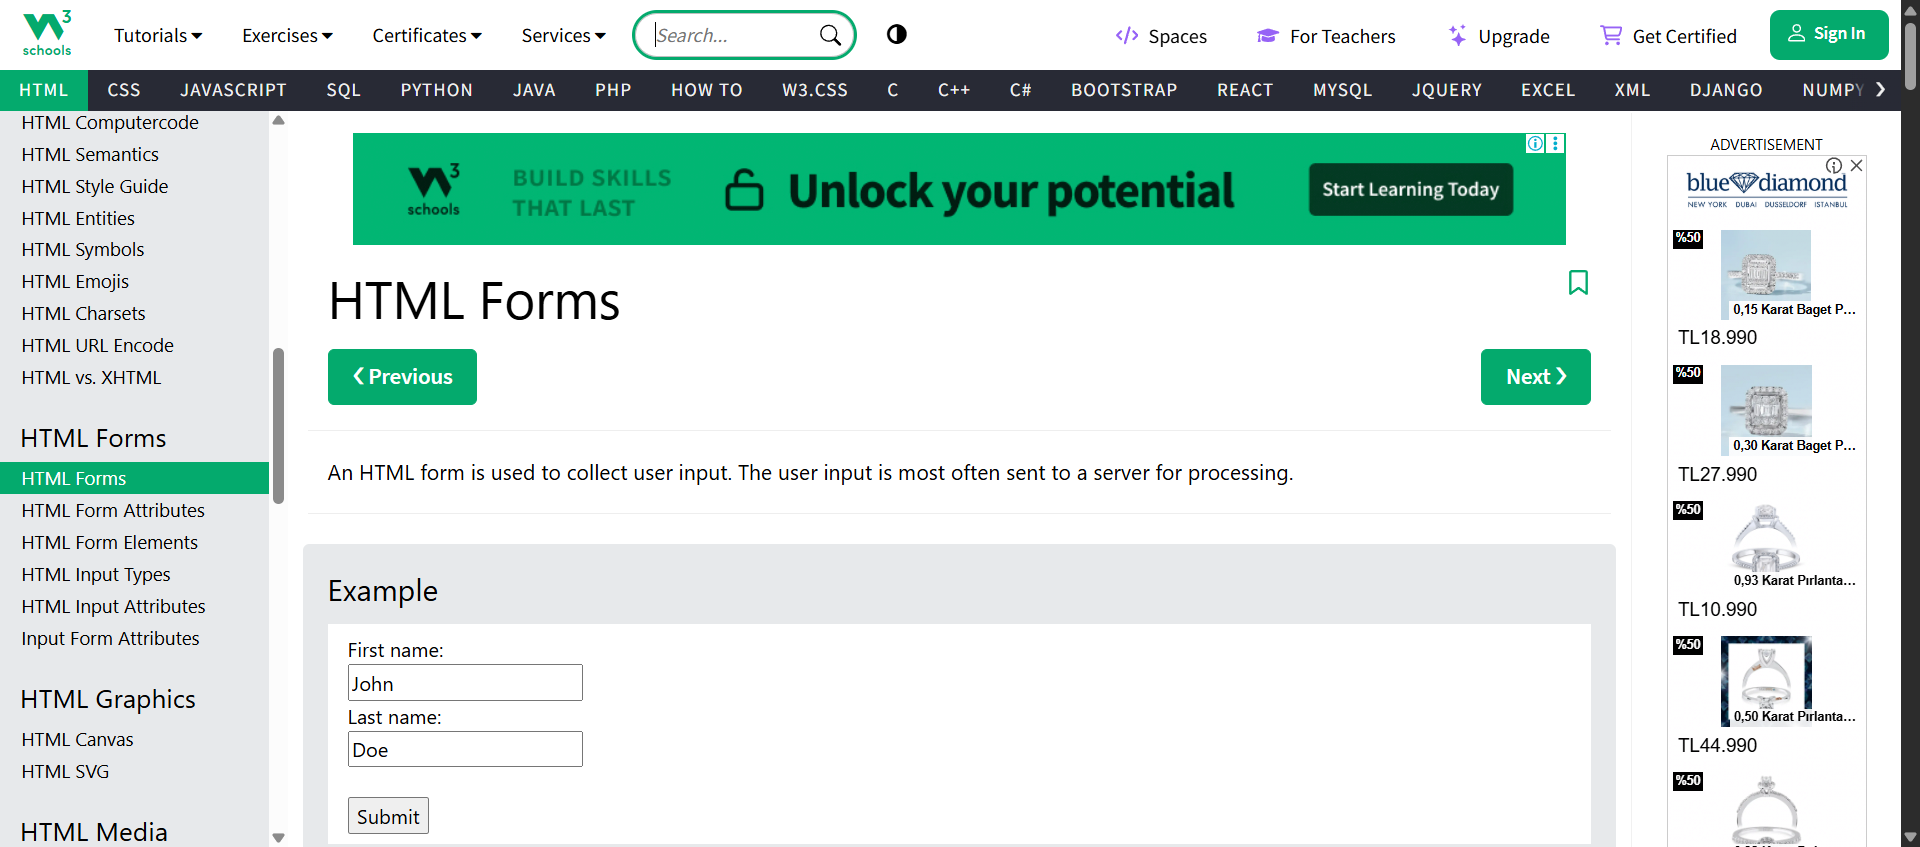 W3 schools
Tutorials
Exercises
Certificates
Services
Search...
Spaces
For Teachers
Upgrade
Get Certified
Sign In
HTML CSS JAVASCRIPT SQL PYTHON JAVA PHP HOW TO W3.CSS C C++ C# BOOTSTRAP REACT MYSQL JQUERY EXCEL XML DJANGO NUMPY
HTML Computercode
HTML Semantics
HTML Style Guide
HTML Entities
HTML Symbols
HTML Emojis
HTML Charsets
HTML URL Encode
HTML vs. XHTML
HTML Forms
HTML Forms
HTML Form Attributes
HTML Form Elements
HTML Input Types
HTML Input Attributes
Input Form Attributes
HTML Graphics
HTML Canvas
HTML SVG
HTML Media
W3 schools
BUILD SKILLS
THAT LAST
Unlock your potential
Start Learning Today
HTML Forms
❮ Previous
Next ❯
An HTML form is used to collect user input. The user input is most often sent to a server for processing.
Example
First name:
John
Last name:
Doe
Submit
ADVERTISEMENT
blue diamond
NEW YORK DUBAI DUSSELDORF ISTANBUL
%50
0,15 Karat Baget P...
TL18.990
%50
0,30 Karat Baget P...
TL27.990
%50
0,93 Karat Pırlanta...
TL10.990
%50
0,50 Karat Pırlanta...
TL44.990
%50